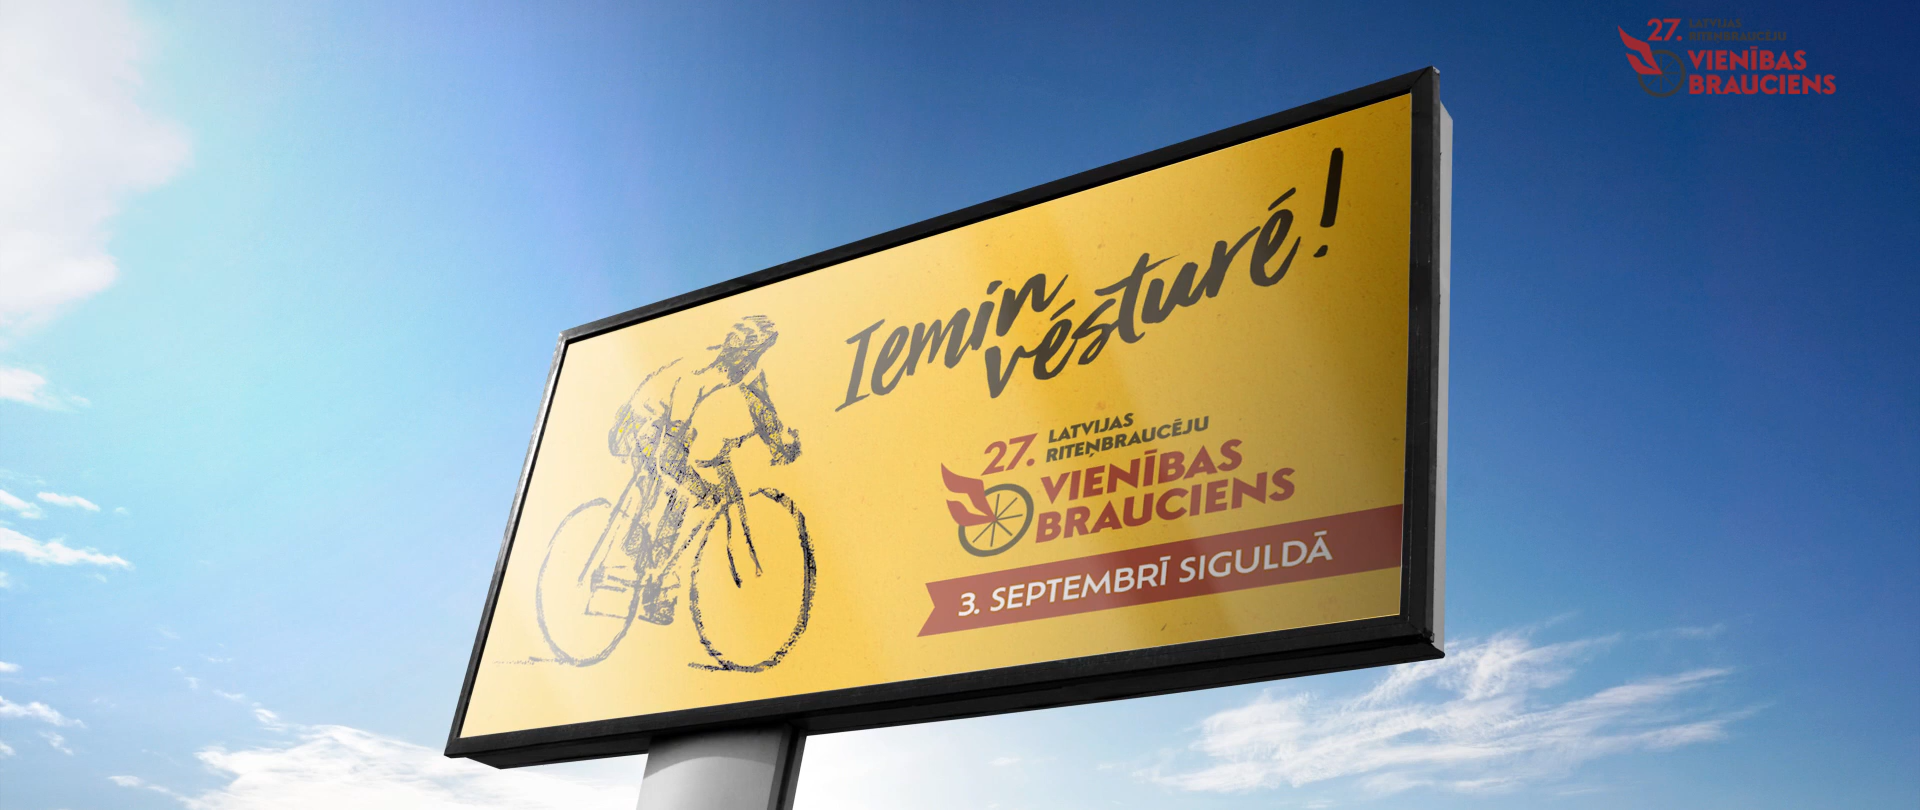 27. LATVIJAS
RITEŅBRAUCĒJU
VIENĪBAS
BRAUCIENS
Iemin
vēsturē!
27. LATVIJAS
RITEŅBRAUCĒJU
VIENĪBAS
BRAUCIENS
3. SEPTEMBRĪ SIGULDĀ